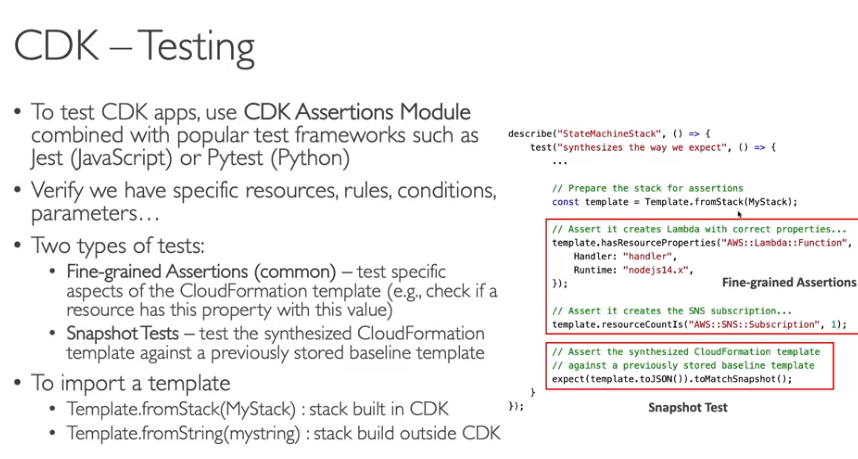 CDK – Testing
• To test CDK apps, use CDK Assertions Module
combined with popular test frameworks such as
Jest (JavaScript) or Pytest (Python)
• Verify we have specific resources, rules, conditions,
parameters…
• Two types of tests:
• Fine-grained Assertions (common) – test specific
aspects of the CloudFormation template (e.g., check if a
resource has this property with this value)
• Snapshot Tests – test the synthesized CloudFormation
template against a previously stored baseline template
• To import a template
• Template.fromStack(MyStack) : stack built in CDK
• Template.fromString(mystring) : stack build outside CDK
describe("StateMachineStack", () => {
test("synthesizes the way we expect", () => {
...
// Prepare the stack for assertions
const template = Template.fromStack(MyStack);
// Assert it creates Lambda with correct properties...
template.hasResourceProperties("AWS::Lambda::Function",
Handler: "handler",
Runtime: "nodejs14.x",
});
Fine-grained Assertions
// Assert it creates the SNS subscription...
template.resourceCountIs("AWS::SNS::Subscription", 1);
// Assert the synthesized CloudFormation template
// against a previously stored baseline template
expect(template.toJSON()).toMatchSnapshot();
}
});
Snapshot Test